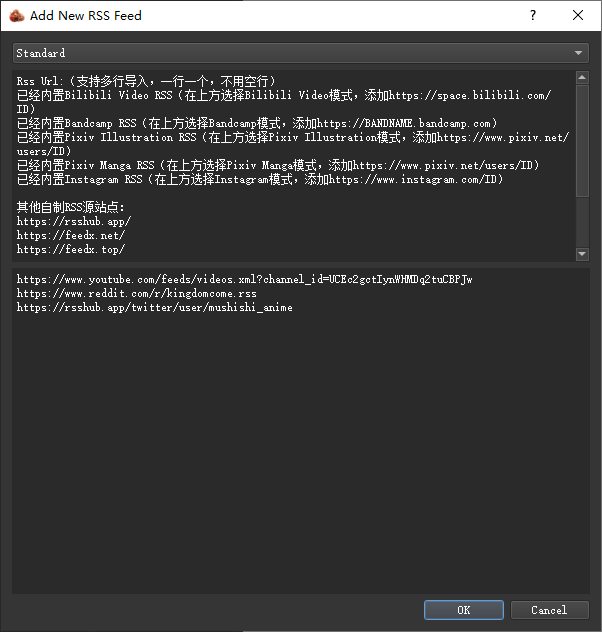 Add New RSS Feed
?
Standard
Rss Url:（支持多行导入，一行一个，不用空行）
已经内置Bilibili Video RSS（在上方选择Bilibili Video模式，添加https://space.bilibili.com/
ID）
已经内置Bandcamp RSS（在上方选择Bandcamp模式，添加https://BANDNAME.bandcamp.com）
已经内置Pixiv Illustration RSS（在上方选择Pixiv Illustration模式，添加https://www.pixiv.net/
users/ID）
已经内置Pixiv Manga RSS（在上方选择Pixiv Manga模式，添加https://www.pixiv.net/users/ID）
已经内置Instagram RSS（在上方选择Instagram模式，添加https://www.instagram.com/ID）
其他自制RSS源站点：
https://rsshub.app/
https://feedx.net/
https://feedx.top/
https://www.youtube.com/feeds/videos.xml?channel_id=UCEc2gctIynWHMDq2tuCBPJw
https://www.reddit.com/r/kingdomcome.rss
https://rsshub.app/twitter/user/mushishi_anime
OK
Cancel